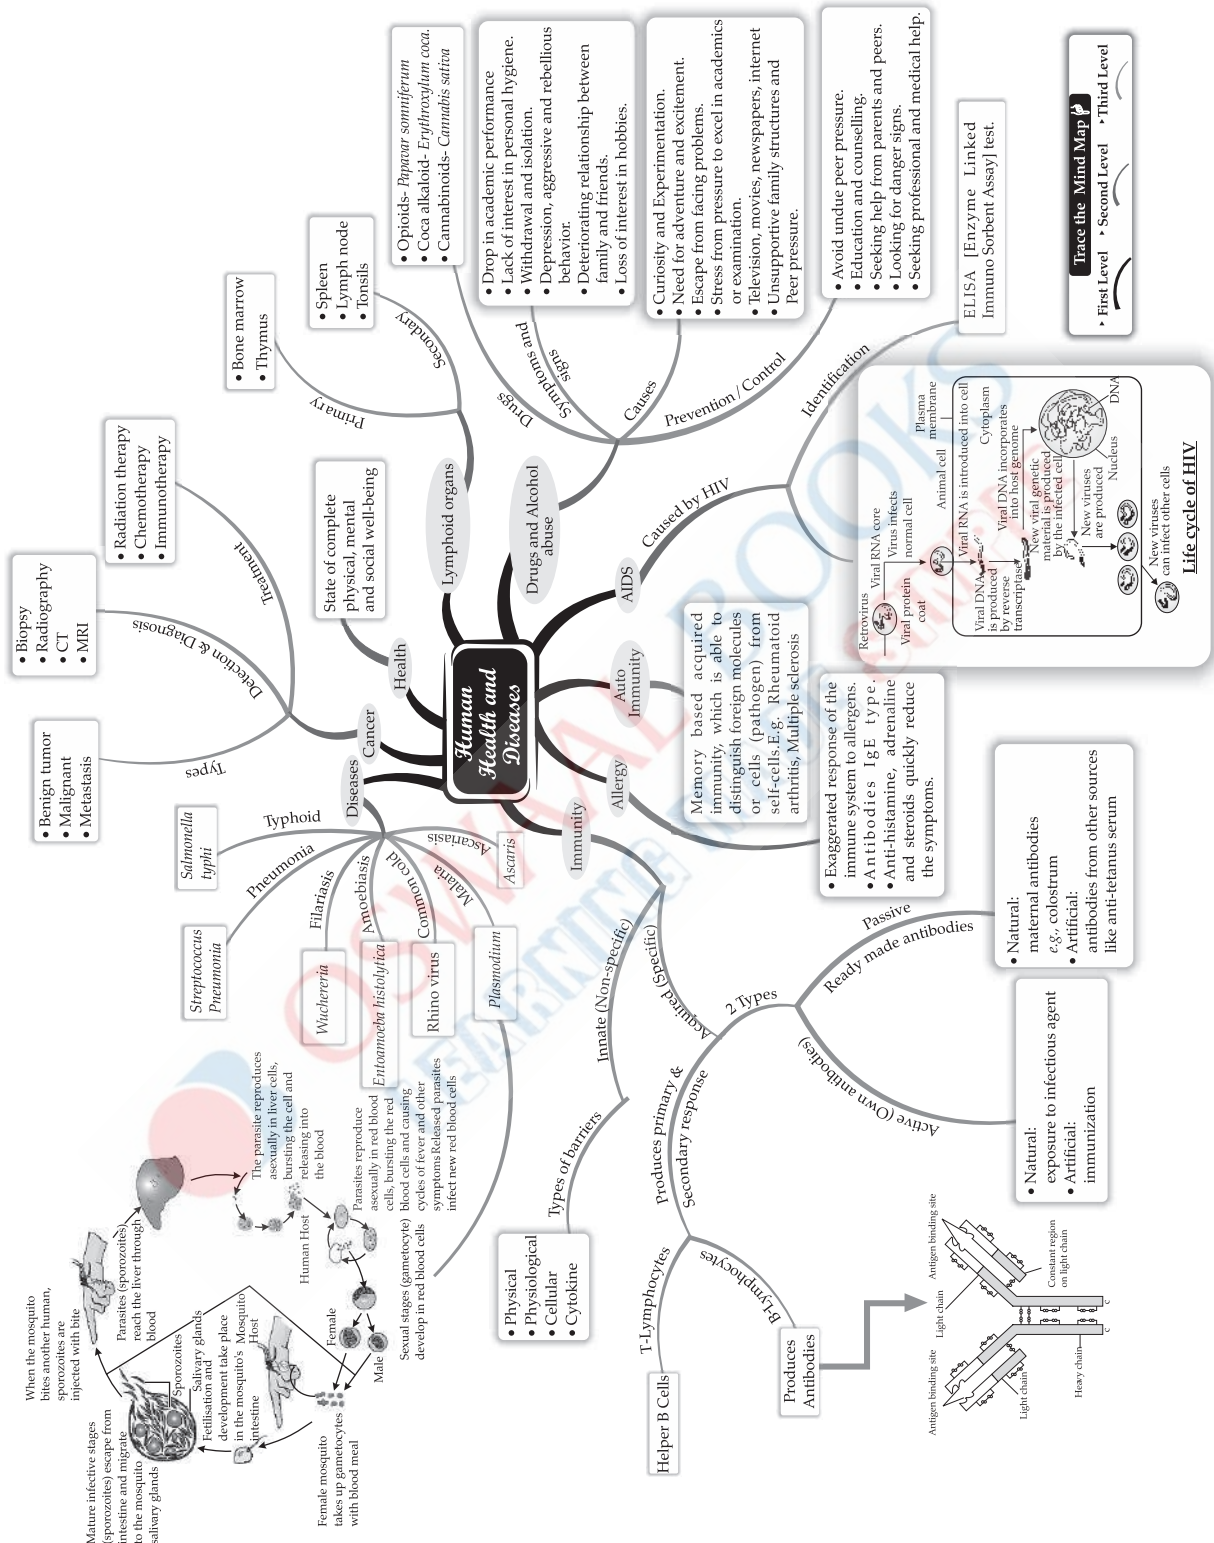 Human
Health and
Diseases
Health
State of complete
physical, mental
and social well-being
Lymphoid organs
Primary
• Bone marrow
• Thymus
Secondary
• Spleen
• Lymph node
• Tonsils
Drugs and Alcohol
abuse
Drugs
• Opioids- Papavar somniferum
• Coca alkaloid- Erythroxylum coca.
• Cannabinoids- Cannabis sativa
Symptoms and
signs
• Drop in academic performance
• Lack of interest in personal hygiene.
• Withdrawal and isolation.
• Depression, aggressive and rebellious
behavior.
• Deteriorating relationship between
family and friends.
• Loss of interest in hobbies.
Causes
• Curiosity and Experimentation.
• Need for adventure and excitement.
• Escape from facing problems.
• Stress from pressure to excel in academics
or examination.
• Television, movies, newspapers, internet
• Unsupportive family structures and
Peer pressure.
Prevention / Control
• Avoid undue peer pressure.
• Education and counselling.
• Seeking help from parents and peers.
• Looking for danger signs.
• Seeking professional and medical help.
AIDS
Caused by HIV
Identification
ELISA [Enzyme Linked
Immuno Sorbent Assay] test.
Trace the Mind Map
First Level
Second Level
Third Level
Retrovirus
Viral RNA core
Viral protein
coat
Virus infects
normal cell
Animal cell
Plasma
membrane
Viral RNA is introduced into cell
Cytoplasm
Viral DNA
is produced
by reverse
transcriptase
Viral DNA incorporates
into host genome
New viral genetic
material is produced
by the infected cell
DNA
Nucleus
New viruses
are produced
New viruses
can infect other cells
Life cycle of HIV
Auto
Immunity
Memory based acquired
immunity, which is able to
distinguish foreign molecules
or cells (pathogen) from
self-cells.E.g. Rheumatoid
arthritis, Multiple sclerosis
Allergy
• Exaggerated response of the
immune system to allergens.
• Antibodies IgE type.
• Anti-histamine, adrenaline
and steroids quickly reduce
the symptoms.
Immunity
Innate (Non-specific)
Types of barriers
• Physical
• Physiological
• Cellular
• Cytokine
Acquired (Specific)
2 Types
Passive
Ready made antibodies
• Natural:
maternal antibodies
e.g., colostrum
• Artificial:
antibodies from other sources
like anti-tetanus serum
Active (Own antibodies)
• Natural:
exposure to infectious agent
• Artificial:
immunization
Produces primary &
Secondary response
T-Lymphocytes
Helper B Cells
B-Lymphocytes
Produces
Antibodies
Antigen binding site
Antigen binding site
Light chain
Light chain
Constant region
on light chain
Heavy chain
c
c
Cancer
Types
• Benign tumor
• Malignant
• Metastasis
Detection & Diagnosis
• Biopsy
• Radiography
• CT
• MRI
Treatment
• Radiation therapy
• Chemotherapy
• Immunotherapy
Diseases
Typhoid
Salmonella
typhi
Pneumonia
Streptococcus
Pneumonia
Filariasis
Wuchereria
Amoebiasis
Entoamoeba histolytica
Common cold
Rhino virus
Malaria
Plasmodium
Ascariasis
Ascaris
When the mosquito
bites another human,
sporozoites are
injected with bite
Parasites (sporozoites)
reach the liver through
blood
The parasite reproduces
asexually in liver cells,
bursting the cell and
releasing into
the blood
Human Host
Parasites reproduce
asexually in red blood
cells, bursting the red
blood cells and causing
cycles of fever and other
symptoms Released parasites
infect new red blood cells
Sexual stages (gametocyte)
develop in red blood cells
Female
Male
Female mosquito
takes up gametocytes
with blood meal
Mosquito
Host
Fetilisation and
development take place
in the mosquito's
intestine
Salivary glands
Sporozoites
Mature infective stages
(sporozoites) escape from
intestine and migrate
to the mosquito
salivary glands
OSWAAL BOOKS
LEARNING MADE SIMPLE